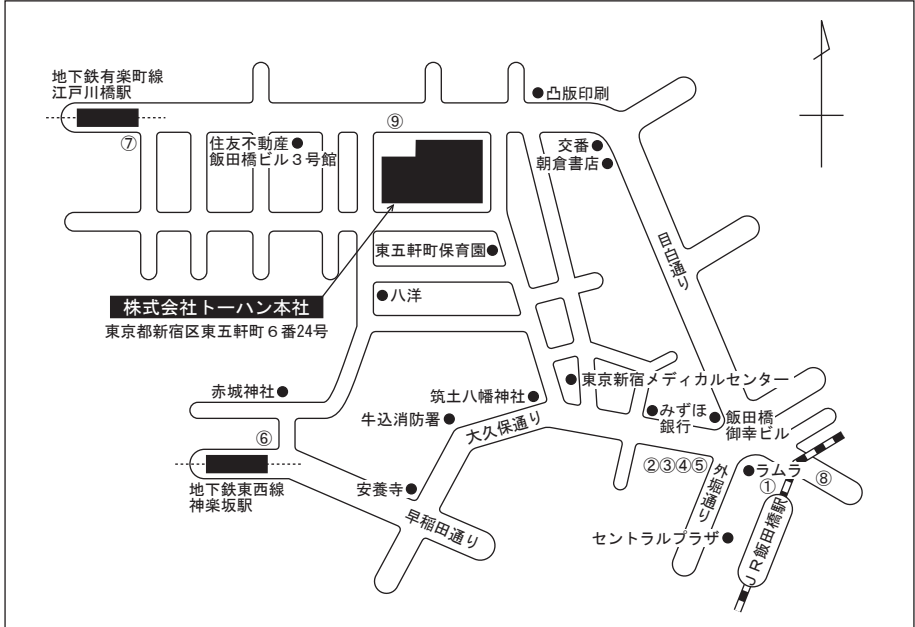 地下鉄有楽町線
江戸川橋駅
⑦
住友不動産
飯田橋ビル３号館
⑨
凸版印刷
交番
朝倉書店
目白通り
東五軒町保育園
八洋
株式会社トーハン本社
東京都新宿区東五軒町６番24号
赤城神社
⑥
地下鉄東西線
神楽坂駅
筑土八幡神社
牛込消防署
大久保通り
安養寺
早稲田通り
東京新宿メディカルセンター
みずほ
銀行
飯田橋
御幸ビル
②③④⑤
外堀通り
ラムラ
①
⑧
セントラルプラザ
ＪＲ飯田橋駅